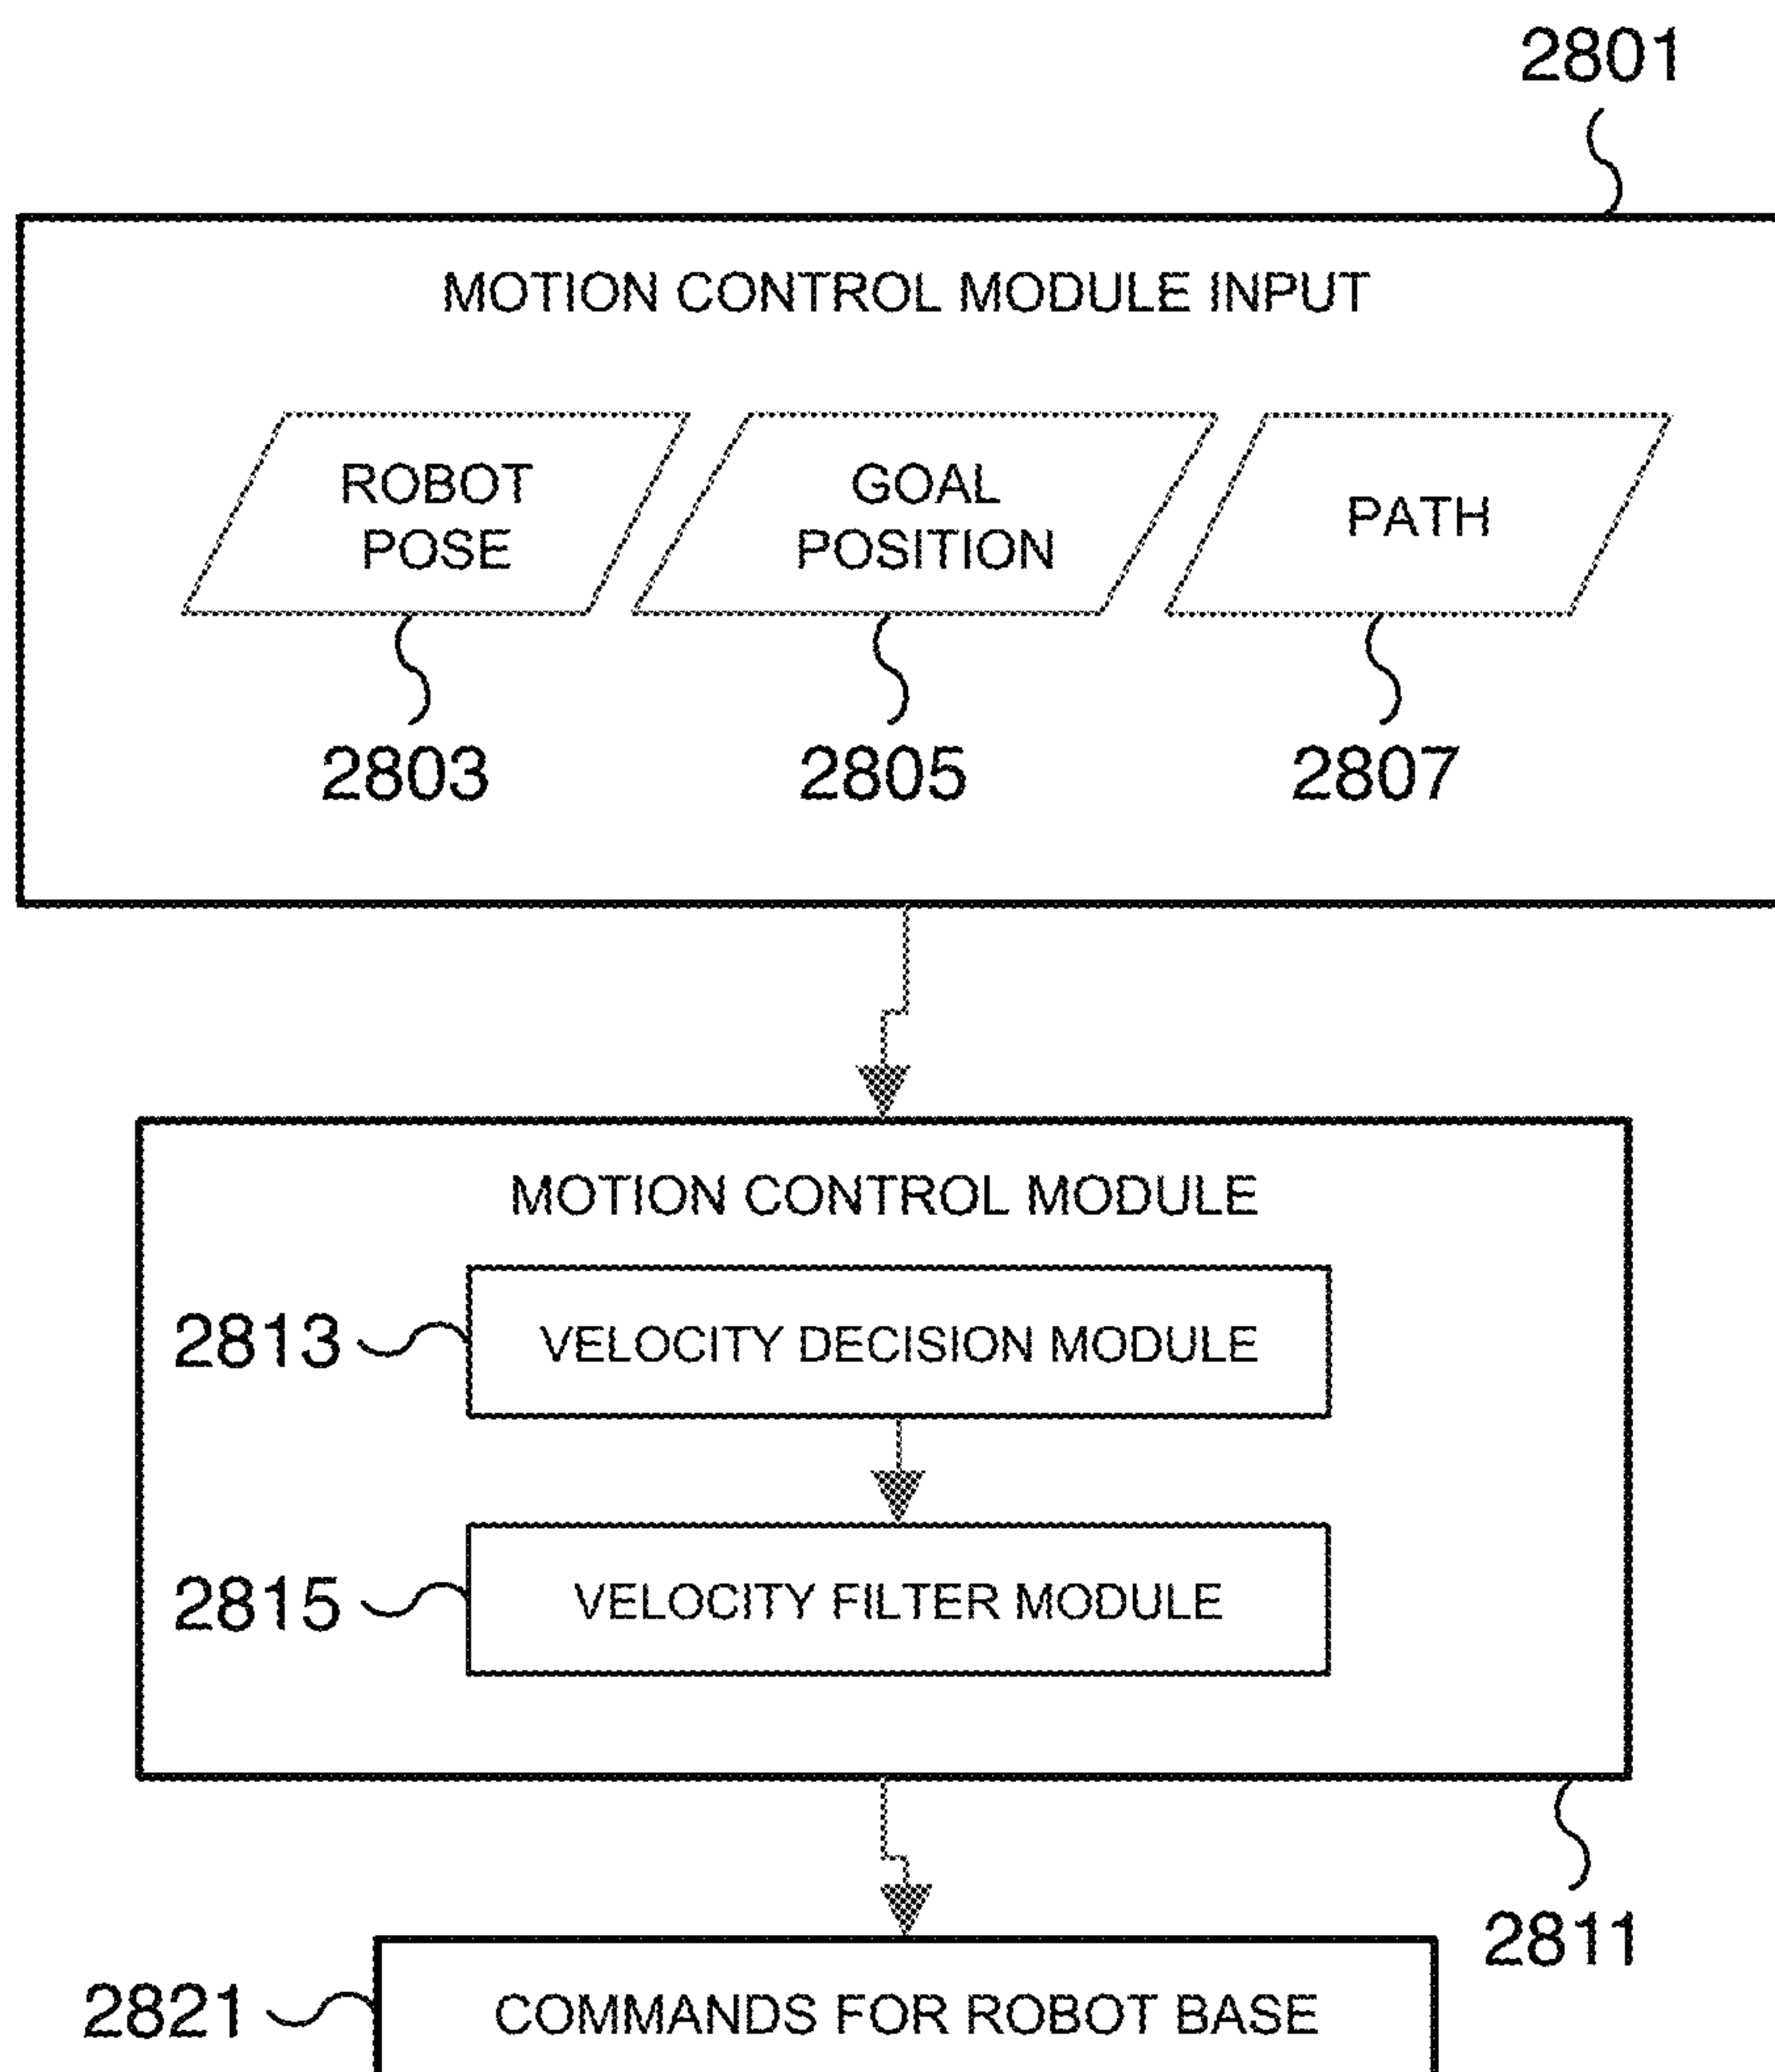 2801
MOTION CONTROL MODULE INPUT
ROBOT
POSE
GOAL
POSITION
PATH
2803
2805
2807
MOTION CONTROL MODULE
2813
VELOCITY DECISION MODULE
2815
VELOCITY FILTER MODULE
2811
2821
COMMANDS FOR ROBOT BASE